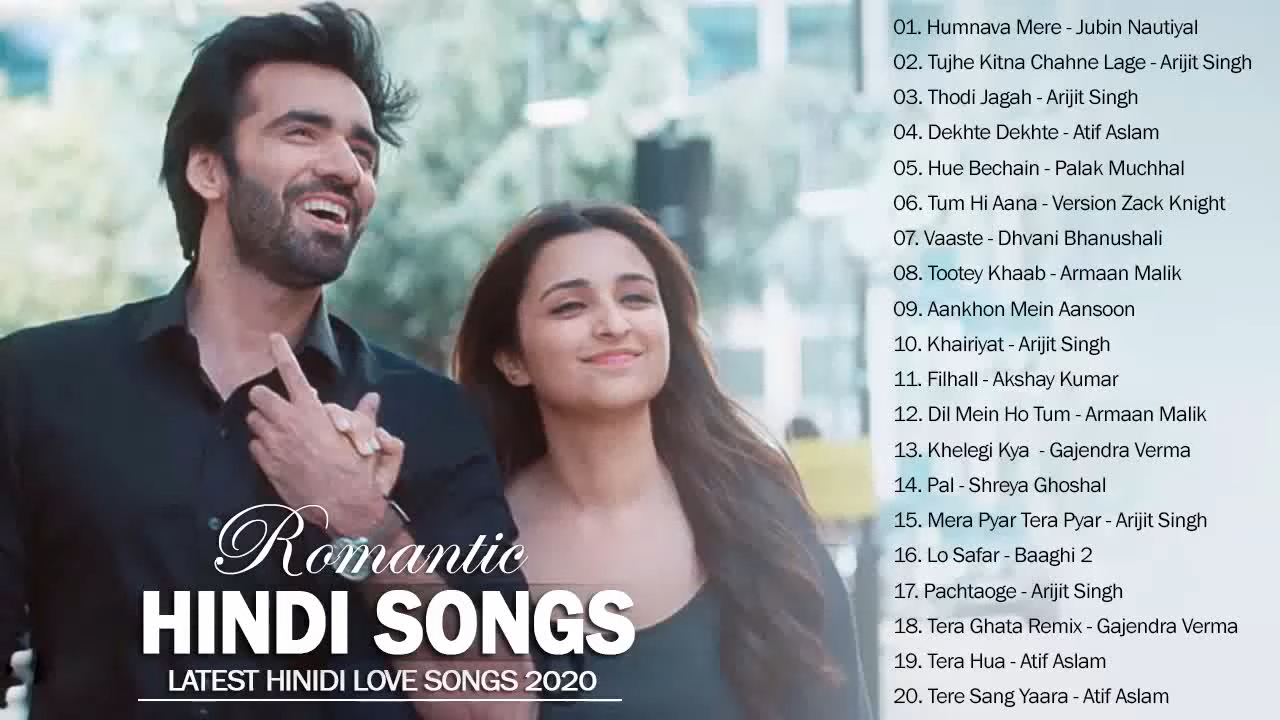 Romantic
HINDI SONGS
LATEST HINIDI LOVE SONGS 2020
01. Humnava Mere - Jubin Nautiyal
02. Tujhe Kitna Chahne Lage - Arijit Singh
03. Thodi Jagah - Arijit Singh
04. Dekhte Dekhte - Atif Aslam
05. Hue Bechain - Palak Muchhal
06. Tum Hi Aana - Version Zack Knight
07. Vaaste - Dhvani Bhanushali
08. Tootey Khaab - Armaan Malik
09. Aankhon Mein Aansoon
10. Khairiyat - Arijit Singh
11. Filhall - Akshay Kumar
12. Dil Mein Ho Tum - Armaan Malik
13. Khelegi Kya  - Gajendra Verma
14. Pal - Shreya Ghoshal
15. Mera Pyar Tera Pyar - Arijit Singh
16. Lo Safar - Baaghi 2
17. Pachtaoge - Arijit Singh
18. Tera Ghata Remix - Gajendra Verma
19. Tera Hua - Atif Aslam
20. Tere Sang Yaara - Atif Aslam